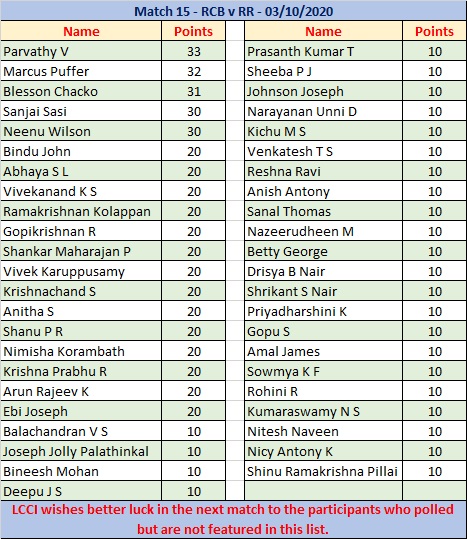 Match 15 - RCB v RR - 03/10/2020
Name Points Name Points
Parvathy V 33 Prasanth Kumar T 10
Marcus Puffer 32 Sheeba P J 10
Blesson Chacko 31 Johnson Joseph 10
Sanjai Sasi 30 Narayanan Unni D 10
Neenu Wilson 30 Kichu M S 10
Bindu John 20 Venkatesh T S 10
Abhaya S L 20 Reshna Ravi 10
Vivekanand K S 20 Anish Antony 10
Ramakrishnan Kolappan 20 Sanal Thomas 10
Gopikrishnan R 20 Nazeerudheen M 10
Shankar Maharajan P 20 Betty George 10
Vivek Karuppusamy 20 Drisya B Nair 10
Krishnachand S 20 Shrikant S Nair 10
Anitha S 20 Priyadharshini K 10
Shanu P R 20 Gopu S 10
Nimisha Korambath 20 Amal James 10
Krishna Prabhu R 20 Sowmya K F 10
Arun Rajeev K 20 Rohini R 10
Ebi Joseph 20 Kumaraswamy N S 10
Balachandran V S 10 Nitesh Naveen 10
Joseph Jolly Palathinkal 10 Nicy Antony K 10
Bineesh Mohan 10 Shinu Ramakrishna Pillai 10
Deepu J S 10
LCCI wishes better luck in the next match to the participants who polled
but are not featured in this list.